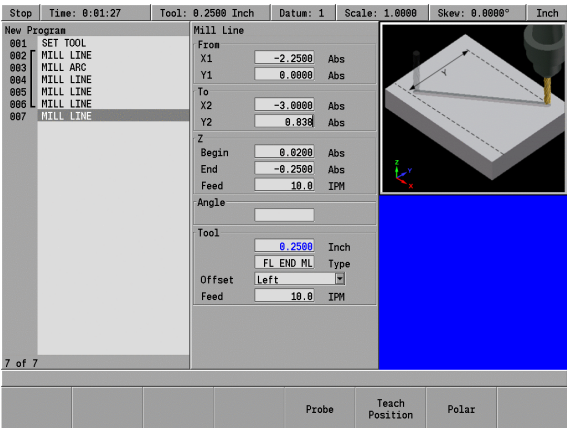 Stop Time: 0:01:27 Tool: 0.2500 Inch Datum: 1 Scale: 1.0000 Skew: 0.0000° Inch
New Program
001 SET TOOL
002 MILL LINE
003 MILL ARC
004 MILL LINE
005 MILL LINE
006 MILL LINE
007 MILL LINE
7 of 7
Mill Line
From
X1 -2.2500 Abs
Y1 0.0000 Abs
To
X2 -3.0000 Abs
Y2 0.830 Abs
Z
Begin 0.0200 Abs
End -0.2500 Abs
Feed 10.0 IPM
Angle
Tool
0.2500 Inch
FL END ML Type
Offset Left
Feed 10.0 IPM
Y
Z
Y
X
Probe
Teach Position
Polar